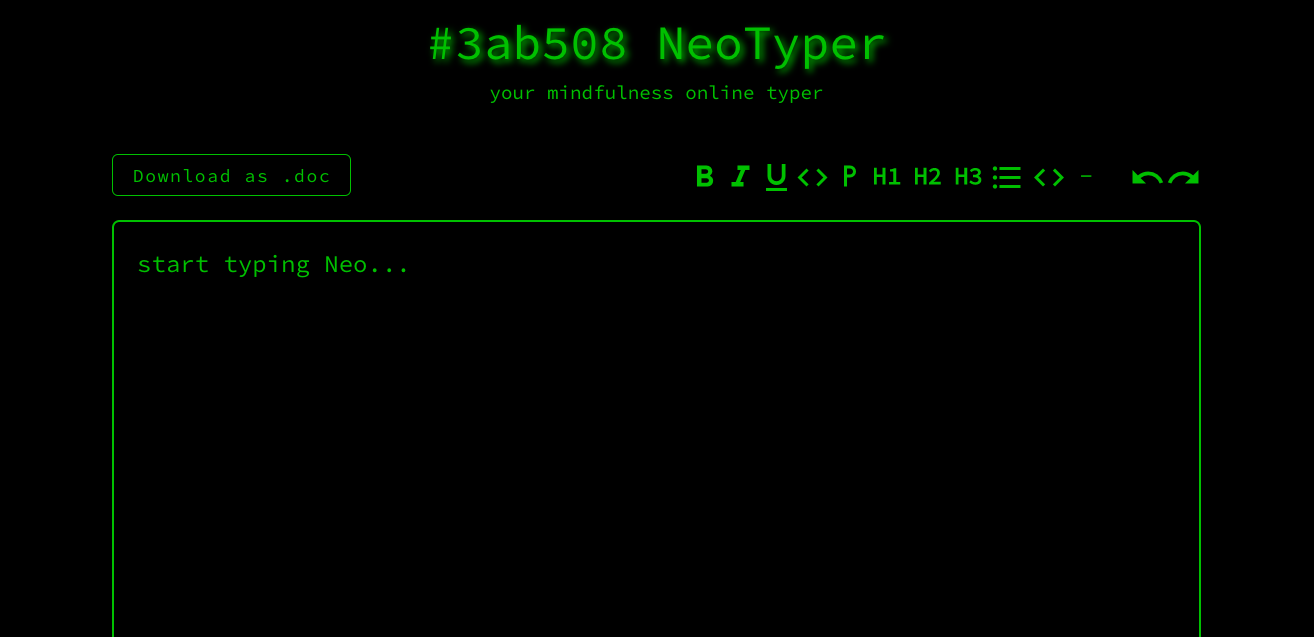 #3ab508 NeoTyper
your mindfulness online typer
Download as .doc
B I U <> P H1 H2 H3 <> –
start typing Neo...